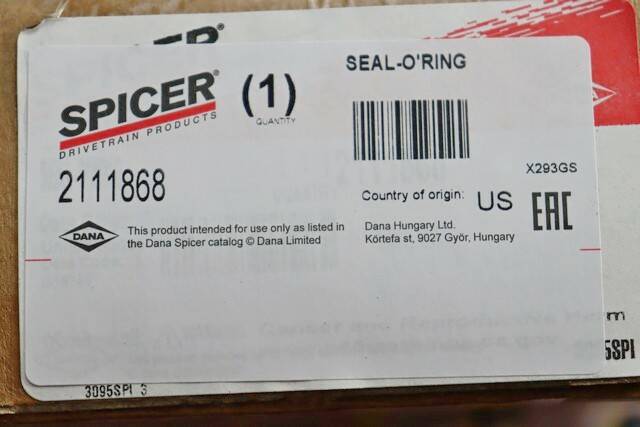 SEAL-O'RING
SPICER®
DRIVETRAIN PRODUCTS
(1)
QUANTITY
2111868
X293GS
Country of origin: US
EAC
DANA
This product intended for use only as listed in
the Dana Spicer catalog © Dana Limited
Dana Hungary Ltd.
Körtefa st, 9027 Győr, Hungary
5SPI
3095SPI 3